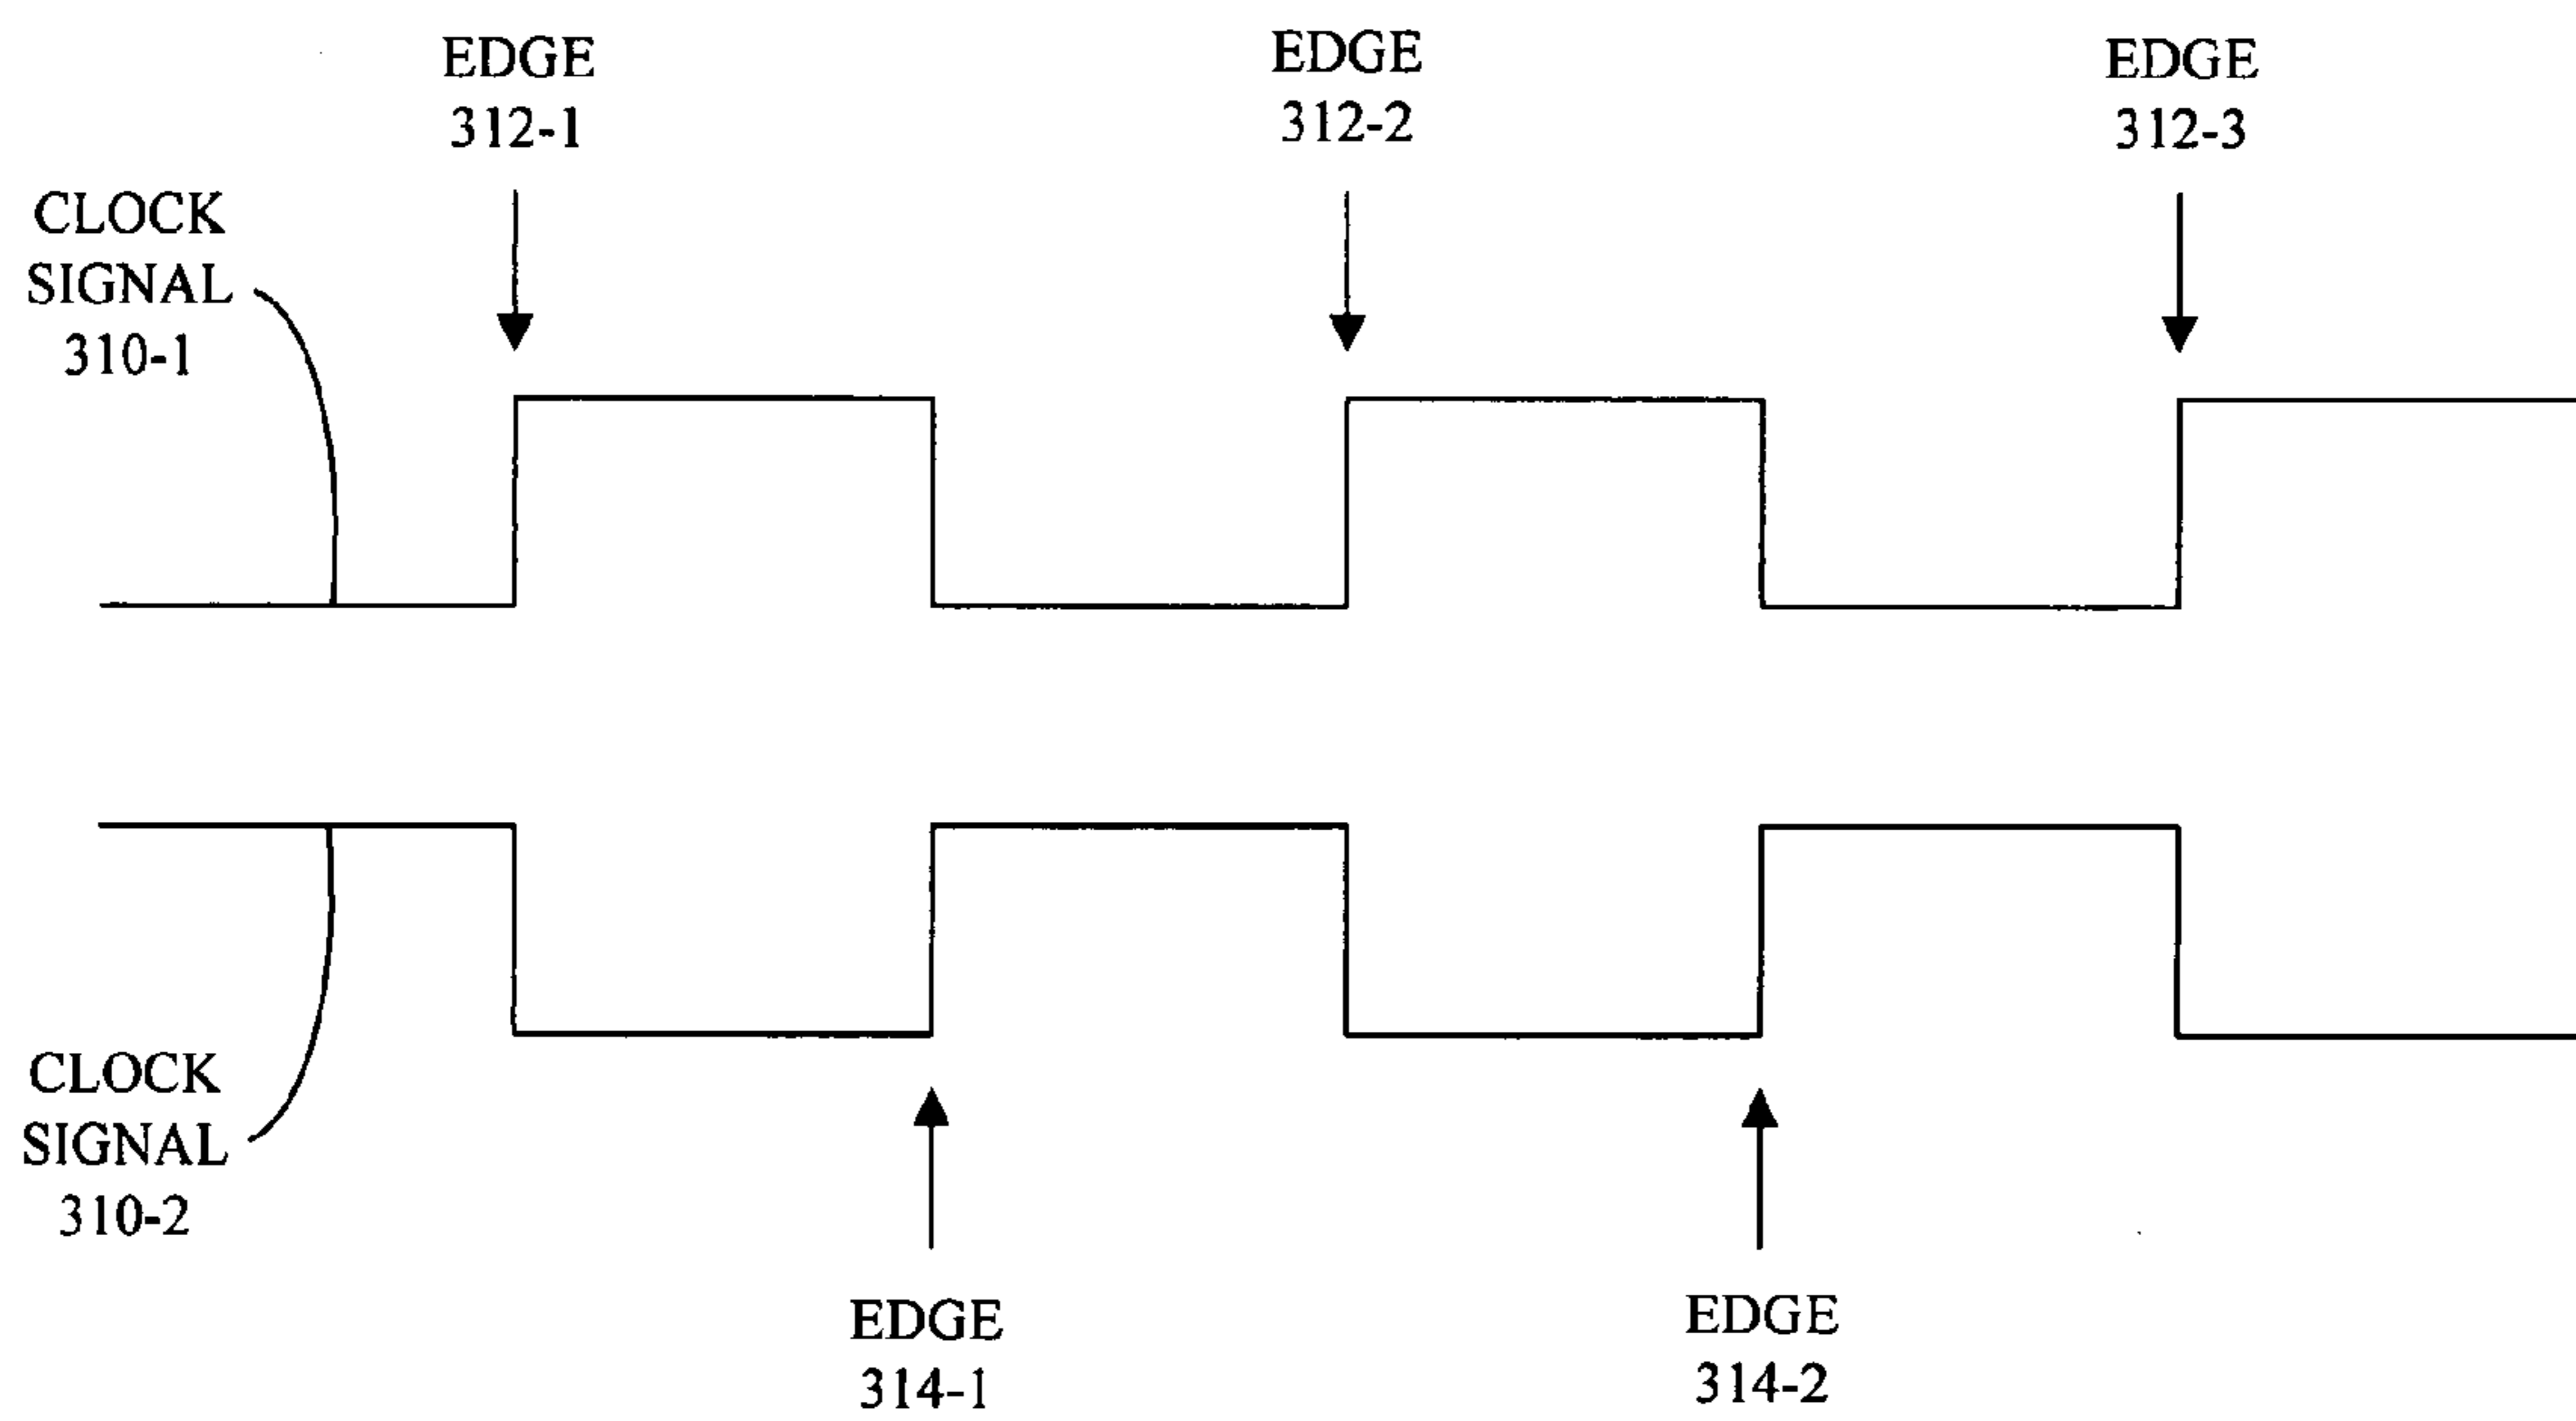 EDGE
312-1
EDGE
312-2
EDGE
312-3
CLOCK
SIGNAL
310-1
CLOCK
SIGNAL
310-2
EDGE
314-1
EDGE
314-2